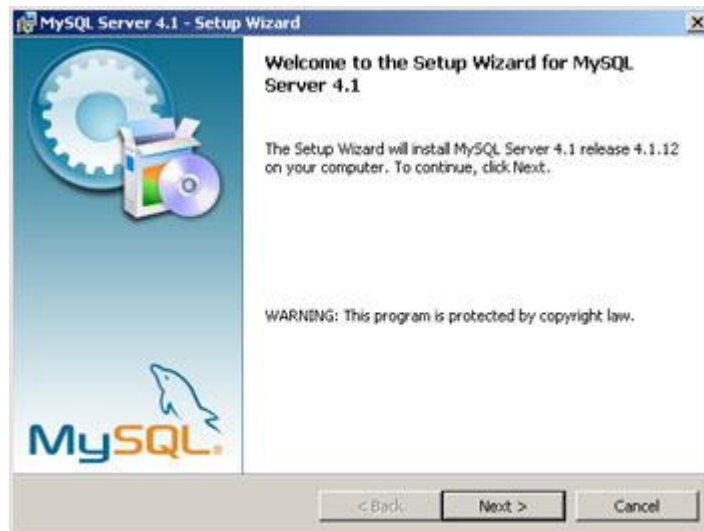 MySQL Server 4.1 - Setup Wizard
Welcome to the Setup Wizard for MySQL
Server 4.1
The Setup Wizard will install MySQL Server 4.1 release 4.1.12
on your computer. To continue, click Next.
WARNING: This program is protected by copyright law.
MySQL®
< Back
Next >
Cancel